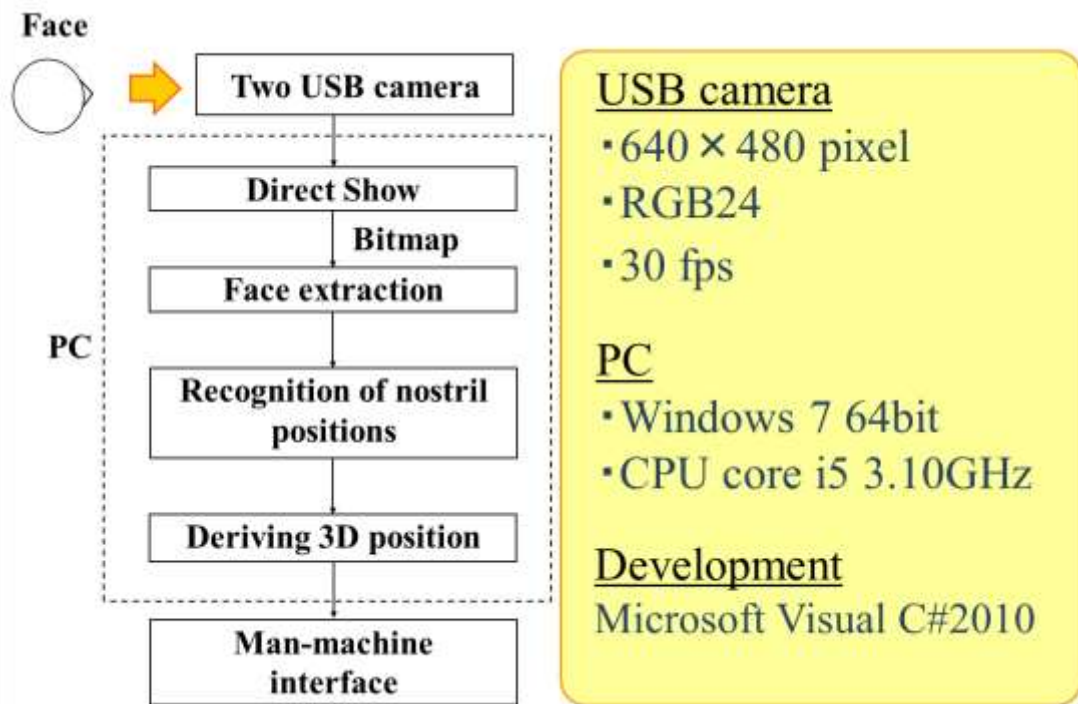 Face
Two USB camera
Direct Show
Bitmap
Face extraction
PC
Recognition of nostril
positions
Deriving 3D position
Man-machine
interface
USB camera
・640 × 480 pixel
・RGB24
・30 fps
PC
・Windows 7 64bit
・CPU core i5 3.10GHz
Development
Microsoft Visual C#2010